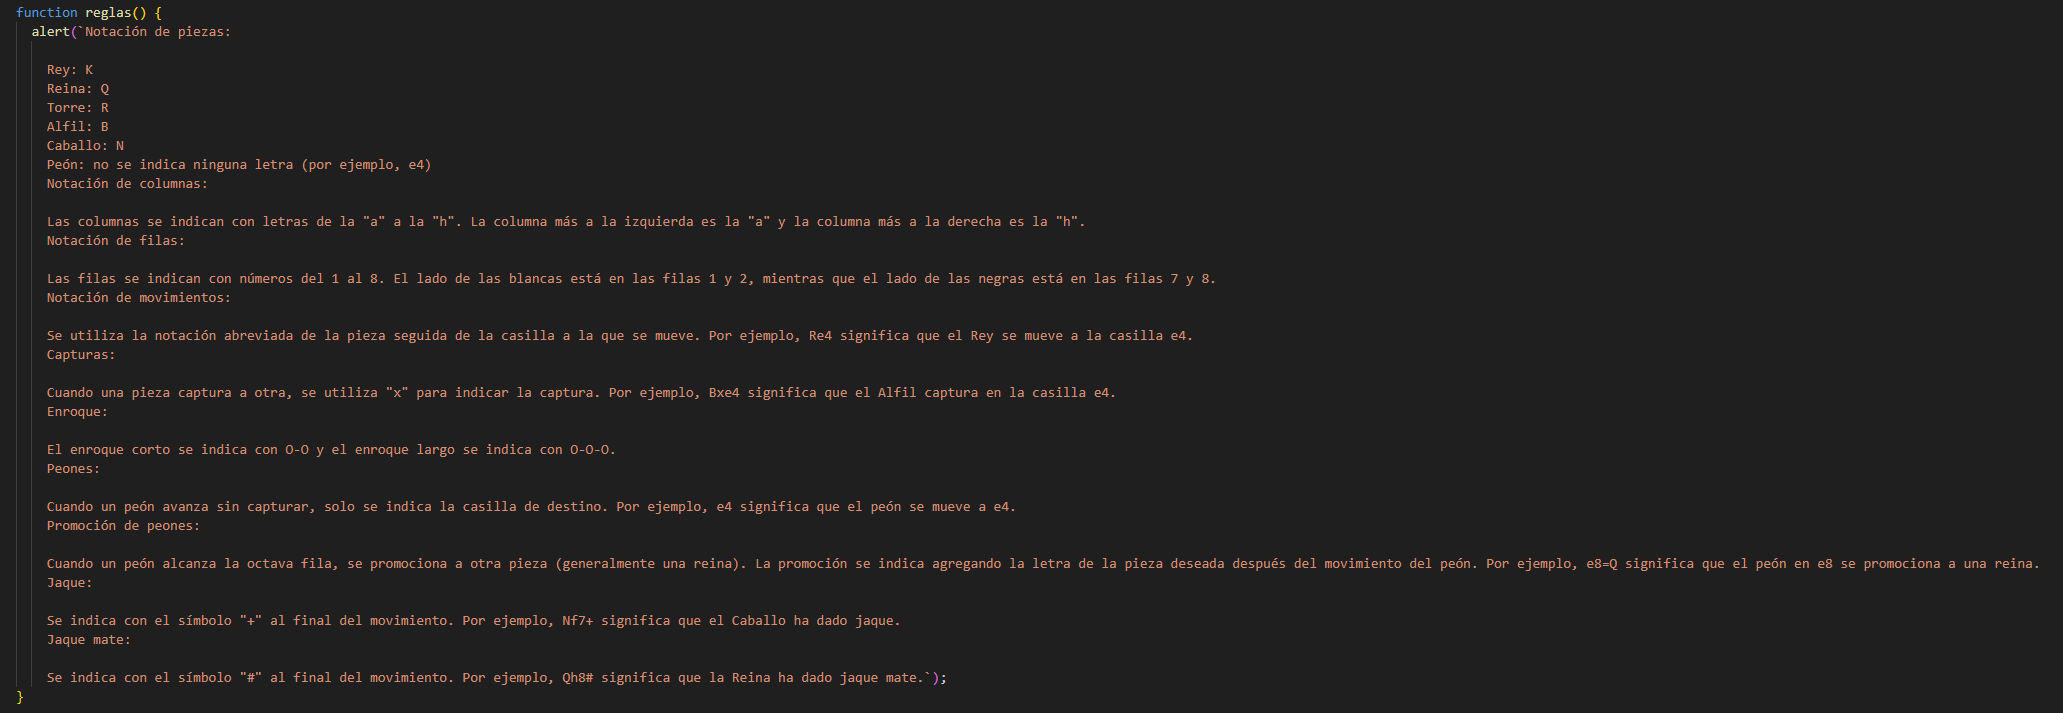 function reglas() {
alert(`Notación de piezas:
Rey: K
Reina: Q
Torre: R
Alfil: B
Caballo: N
Peón: no se indica ninguna letra (por ejemplo, e4)
Notación de columnas:
Las columnas se indican con letras de la "a" a la "h". La columna más a la izquierda es la "a" y la columna más a la derecha es la "h".
Notación de filas:
Las filas se indican con números del 1 al 8. El lado de las blancas está en las filas 1 y 2, mientras que el lado de las negras está en las filas 7 y 8.
Notación de movimientos:
Se utiliza la notación abreviada de la pieza seguida de la casilla a la que se mueve. Por ejemplo, Re4 significa que el Rey se mueve a la casilla e4.
Capturas:
Cuando una pieza captura a otra, se utiliza "x" para indicar la captura. Por ejemplo, Bxe4 significa que el Alfil captura en la casilla e4.
Enroque:
El enroque corto se indica con O-O y el enroque largo se indica con O-O-O.
Peones:
Cuando un peón avanza sin capturar, solo se indica la casilla de destino. Por ejemplo, e4 significa que el peón se mueve a e4.
Promoción de peones:
Cuando un peón alcanza la octava fila, se promociona a otra pieza (generalmente una reina). La promoción se indica agregando la letra de la pieza deseada después del movimiento del peón. Por ejemplo, e8=Q significa que el peón en e8 se promociona a una reina.
Jaque:
Se indica con el símbolo "+" al final del movimiento. Por ejemplo, Nf7+ significa que el Caballo ha dado jaque.
Jaque mate:
Se indica con el símbolo "#" al final del movimiento. Por ejemplo, Qh8# significa que la Reina ha dado jaque mate.`);
}